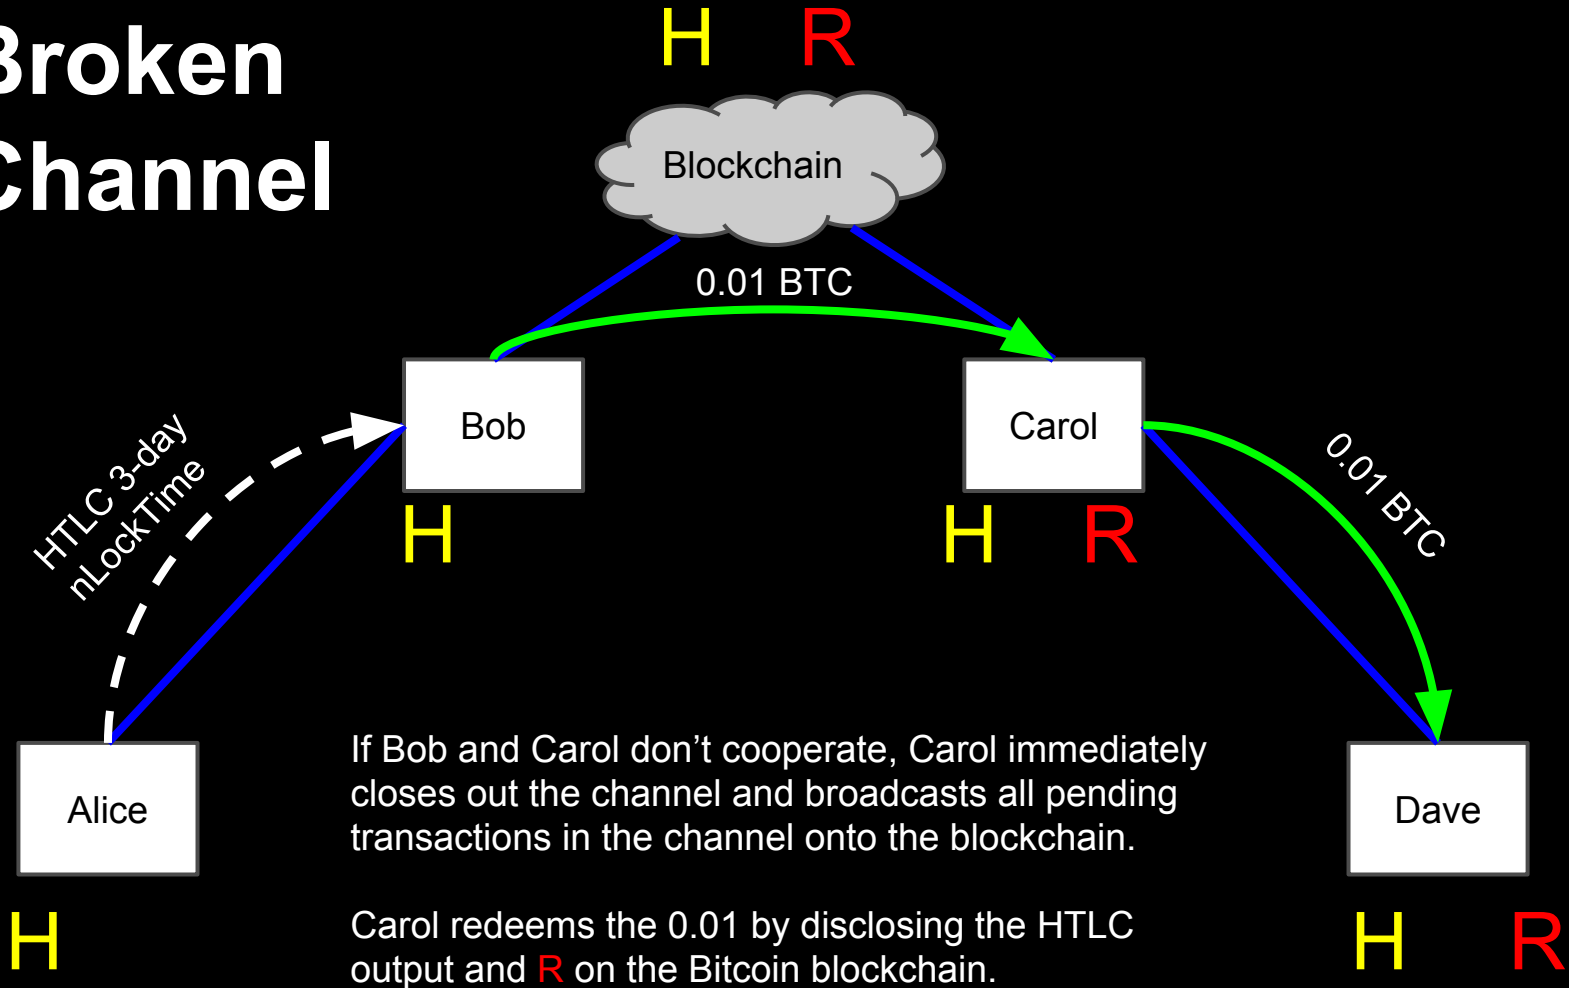 Broken
Channel
H R
Blockchain
0.01 BTC
Bob
Carol
HTLC 3-day
nLockTime
0.01 BTC
H
H R
If Bob and Carol don’t cooperate, Carol immediately
closes out the channel and broadcasts all pending
transactions in the channel onto the blockchain.
Alice
Dave
Carol redeems the 0.01 by disclosing the HTLC
output and R on the Bitcoin blockchain.
H
H R